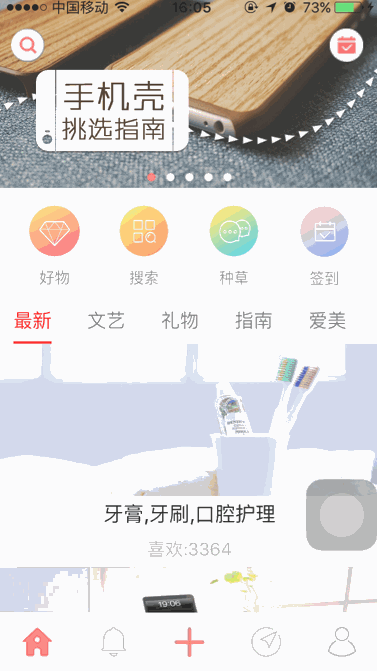 中国移动 16:05 73%
手机壳
挑选指南
好物 搜索 种草 签到
最新 文艺 礼物 指南 爱美
牙膏,牙刷,口腔护理
喜欢:3364
19:06